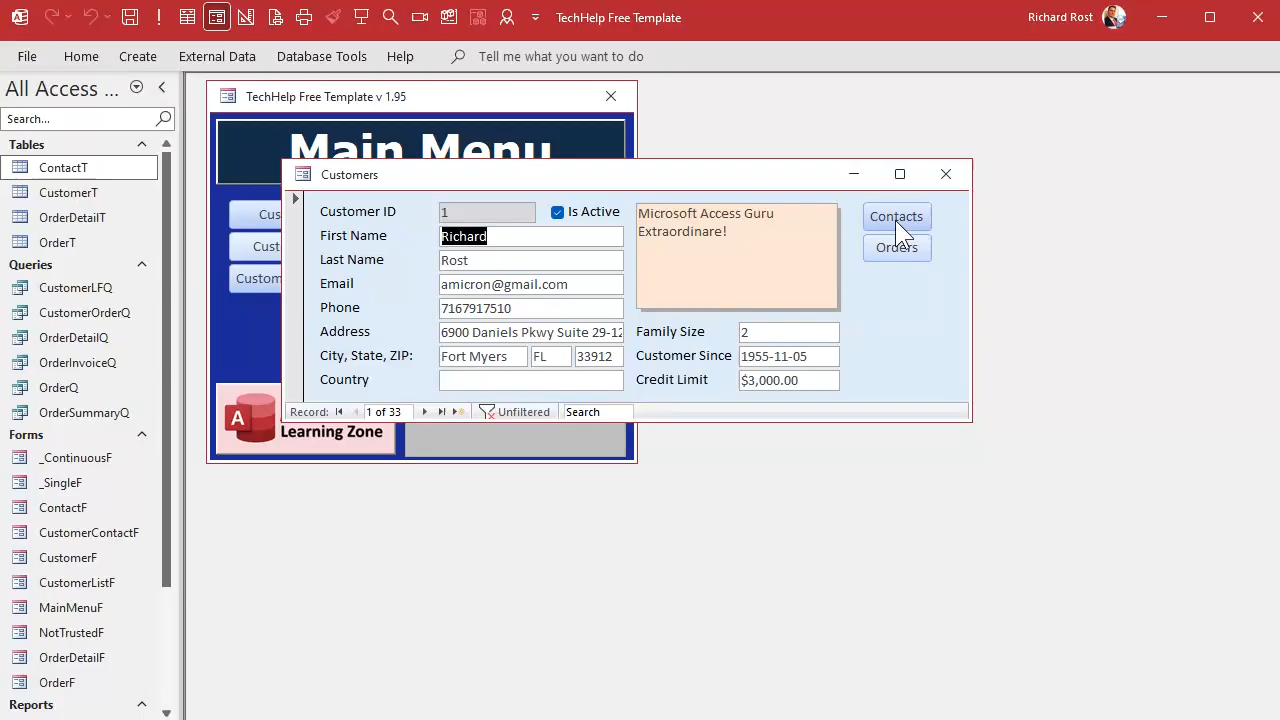 TechHelp Free Template
Richard Rost
File Home Create External Data Database Tools Help Tell me what you want to do
All Access ...
Search...
Tables
ContactT
CustomerT
OrderDetailT
OrderT
Queries
CustomerLFQ
CustomerOrderQ
OrderDetailQ
OrderInvoiceQ
OrderQ
OrderSummaryQ
Forms
_ContinuousF
_SingleF
ContactF
CustomerContactF
CustomerF
CustomerListF
MainMenuF
NotTrustedF
OrderDetailF
OrderF
Reports
TechHelp Free Template v 1.95
Main Menu
Cus
Cust
Custom
A
Learning Zone
Customers
Customer ID 1 Is Active
First Name Richard
Last Name Rost
Email amicron@gmail.com
Phone 7167917510
Address 6900 Daniels Pkwy Suite 29-12
City, State, ZIP: Fort Myers FL 33912
Country
Microsoft Access Guru
Extraordinare!
Family Size 2
Customer Since 1955-11-05
Credit Limit $3,000.00
Contacts
Orders
Record: 1 of 33 Unfiltered Search